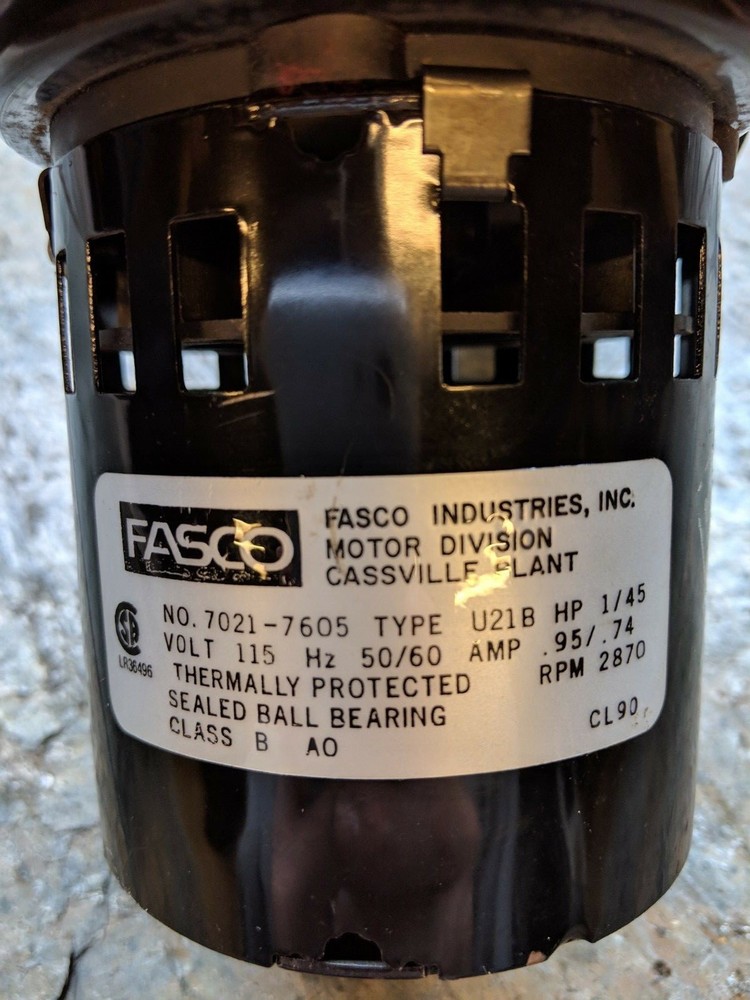 FASCO
FASCO INDUSTRIES, INC.
MOTOR DIVISION
CASSVILLE PLANT
NO. 7021-7605 TYPE U21B HP 1/45
VOLT 115 Hz 50/60 AMP .95/.74
THERMALLY PROTECTED RPM 2870
SEALED BALL BEARING
CLASS B AO CL90
LR36496